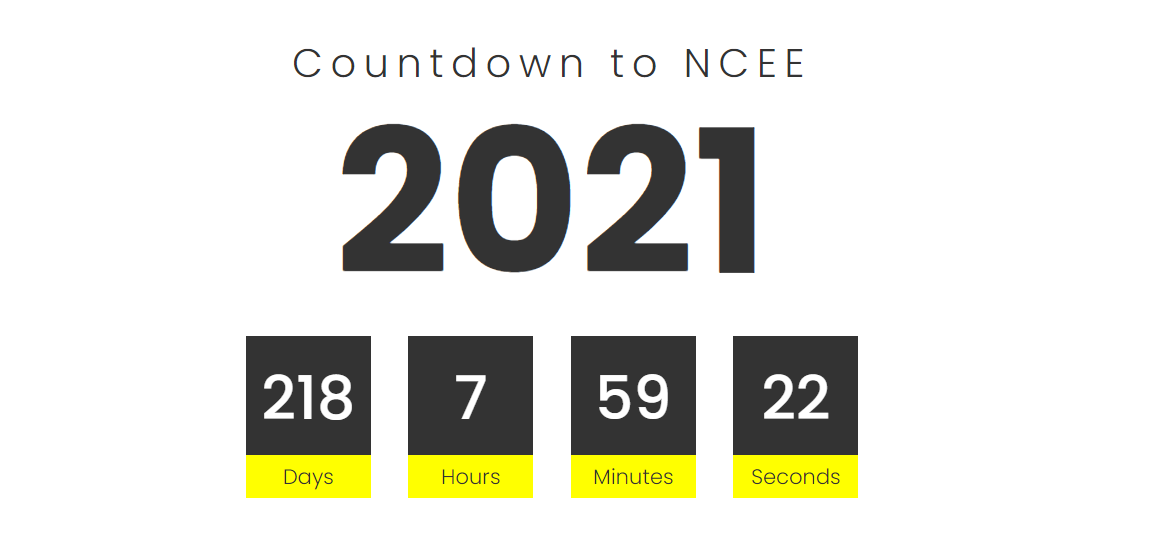 Countdown to NCEE
2021
218 7 59 22
Days Hours Minutes Seconds